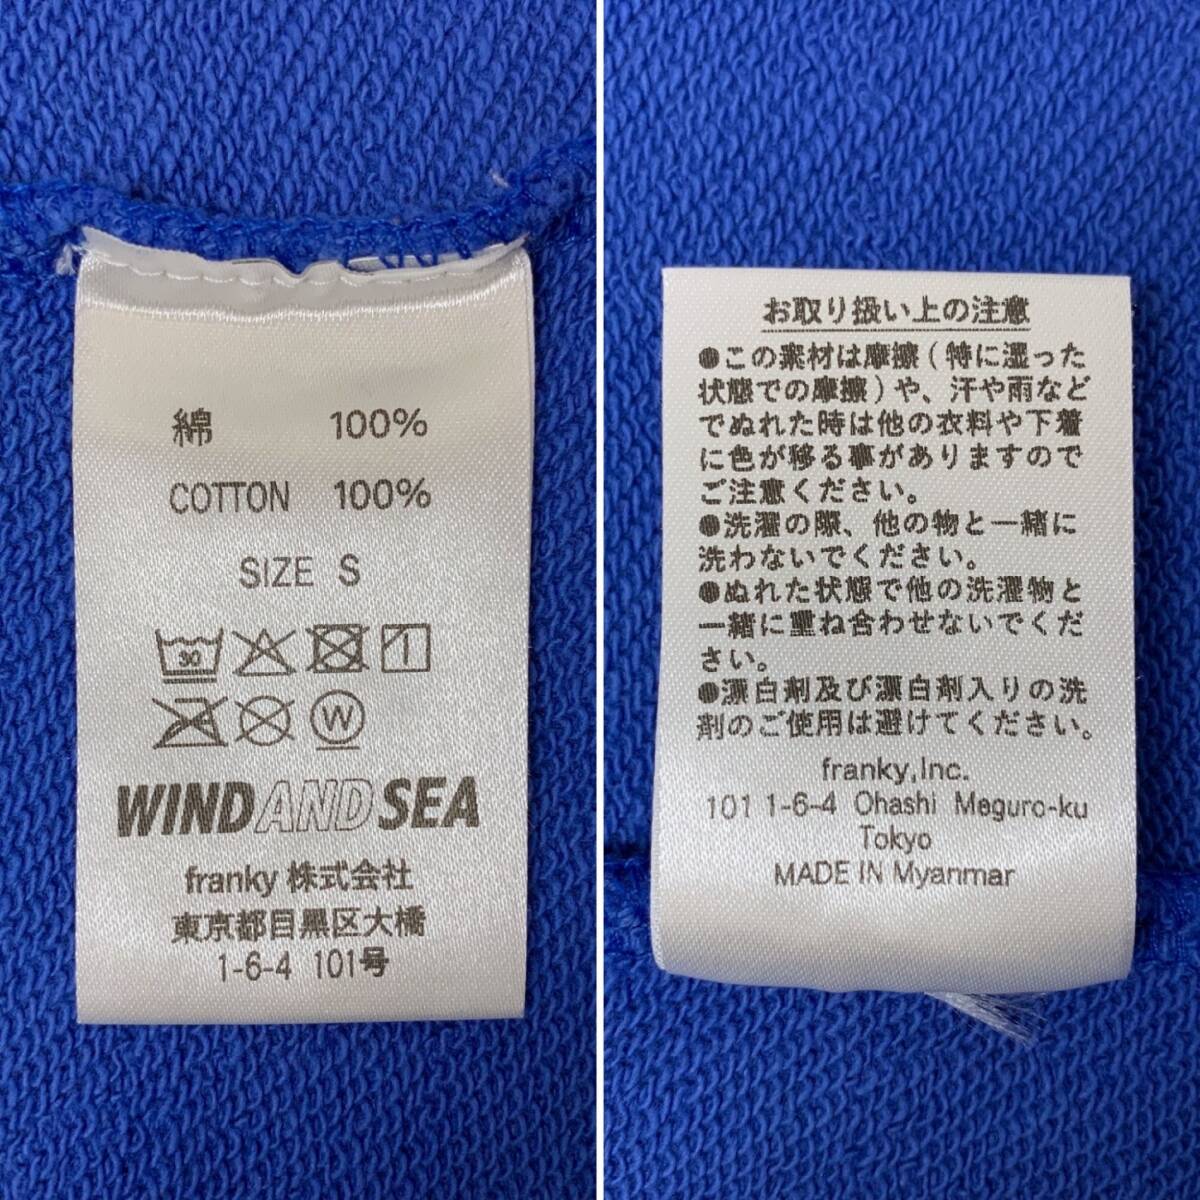 綿 100%
COTTON 100%
SIZE S
30
W
WINDANDSEA
franky 株式会社
東京都目黒区大橋
1-6-4 101号
お取り扱い上の注意
●この素材は摩擦(特に湿った
状態での摩擦)や、汗や雨など
でぬれた時は他の衣料や下着
に色が移る事がありますので
ご注意ください。
●洗濯の際、他の物と一緒に
洗わないでください。
●ぬれた状態で他の洗濯物と
一緒に重ね合わせないでくだ
さい。
●漂白剤及び漂白剤入りの洗
剤のご使用は避けてください。
franky,Inc.
101 1-6-4 Ohashi Meguro-ku
Tokyo
MADE IN Myanmar